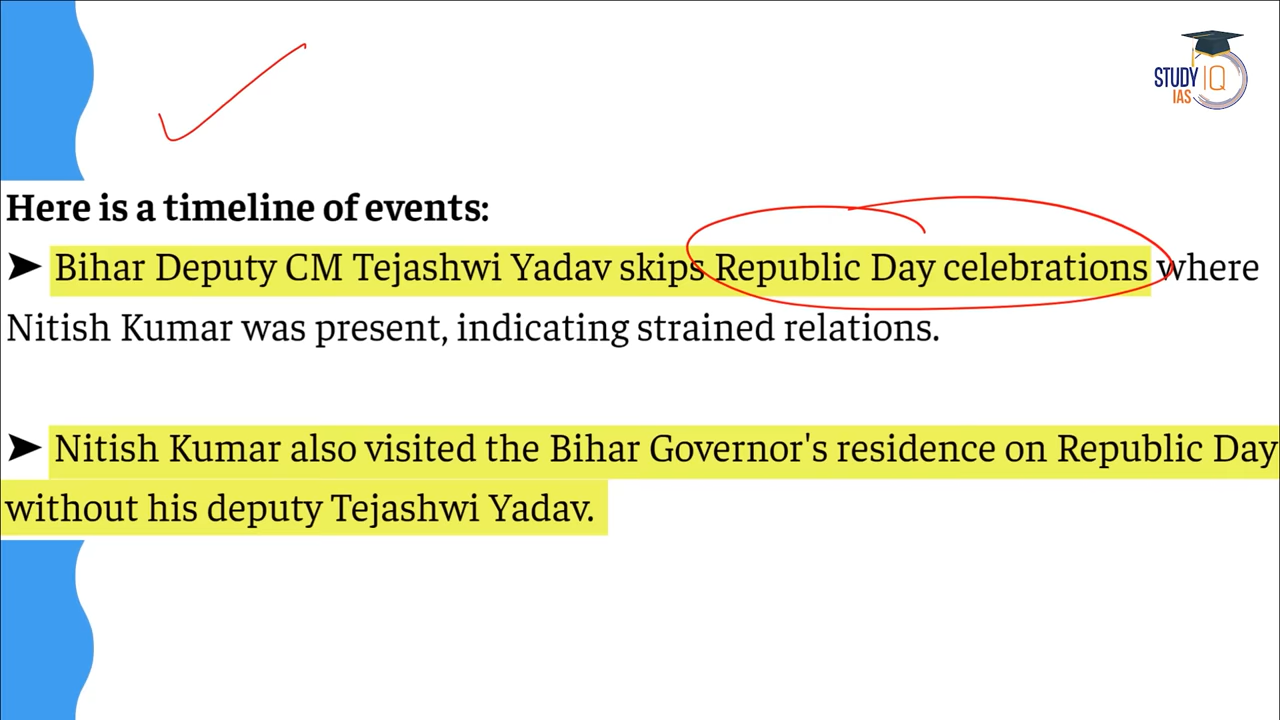 STUDY IQ
IAS
Here is a timeline of events:
➤ Bihar Deputy CM Tejashwi Yadav skips Republic Day celebrations where
Nitish Kumar was present, indicating strained relations.
➤ Nitish Kumar also visited the Bihar Governor's residence on Republic Day
without his deputy Tejashwi Yadav.